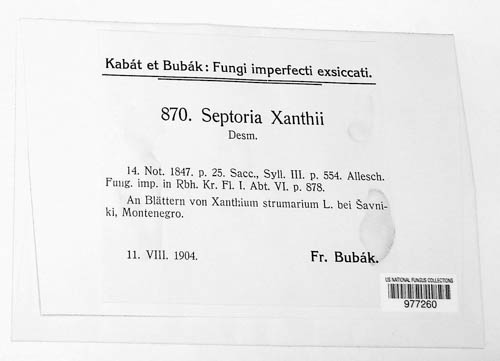 Kabát et Bubák: Fungi imperfecti exsiccati.
870. Septoria Xanthii
Desm.
14. Not. 1847. p. 25. Sacc., Syll. III. p. 554. Allesch.
Fung. imp. in Rbh. Kr. Fl. I. Abt. VI. p. 878.
An Blättern von Xanthium strumarium L. bei Šavni-
ki, Montenegro.
11. VIII. 1904. Fr. Bubák.
US NATIONAL FUNGUS COLLECTIONS
977260